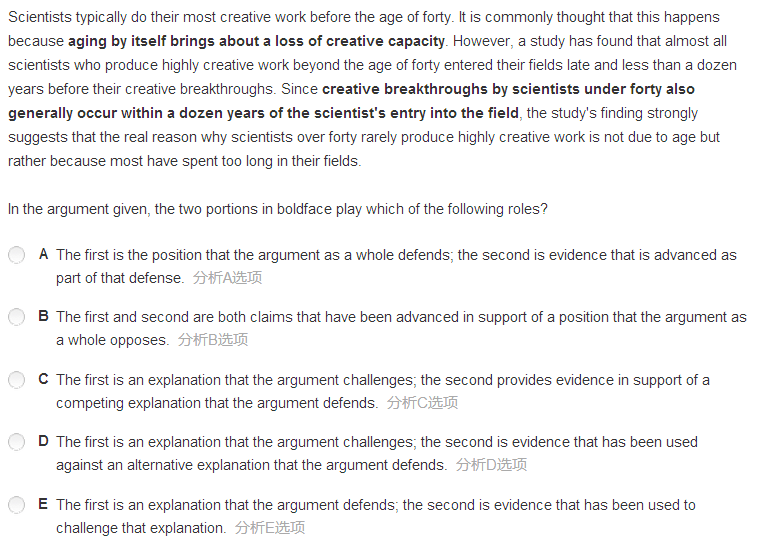 Scientists typically do their most creative work before the age of forty. It is commonly thought that this happens
because aging by itself brings about a loss of creative capacity. However, a study has found that almost all
scientists who produce highly creative work beyond the age of forty entered their fields late and less than a dozen
years before their creative breakthroughs. Since creative breakthroughs by scientists under forty also
generally occur within a dozen years of the scientist's entry into the field, the study's finding strongly
suggests that the real reason why scientists over forty rarely produce highly creative work is not due to age but
rather because most have spent too long in their fields.
In the argument given, the two portions in boldface play which of the following roles?
A The first is the position that the argument as a whole defends; the second is evidence that is advanced as
part of that defense. 分析A选项
B The first and second are both claims that have been advanced in support of a position that the argument as
a whole opposes. 分析B选项
C The first is an explanation that the argument challenges; the second provides evidence in support of a
competing explanation that the argument defends. 分析C选项
D The first is an explanation that the argument challenges; the second is evidence that has been used
against an alternative explanation that the argument defends. 分析D选项
E The first is an explanation that the argument defends; the second is evidence that has been used to
challenge that explanation. 分析E选项